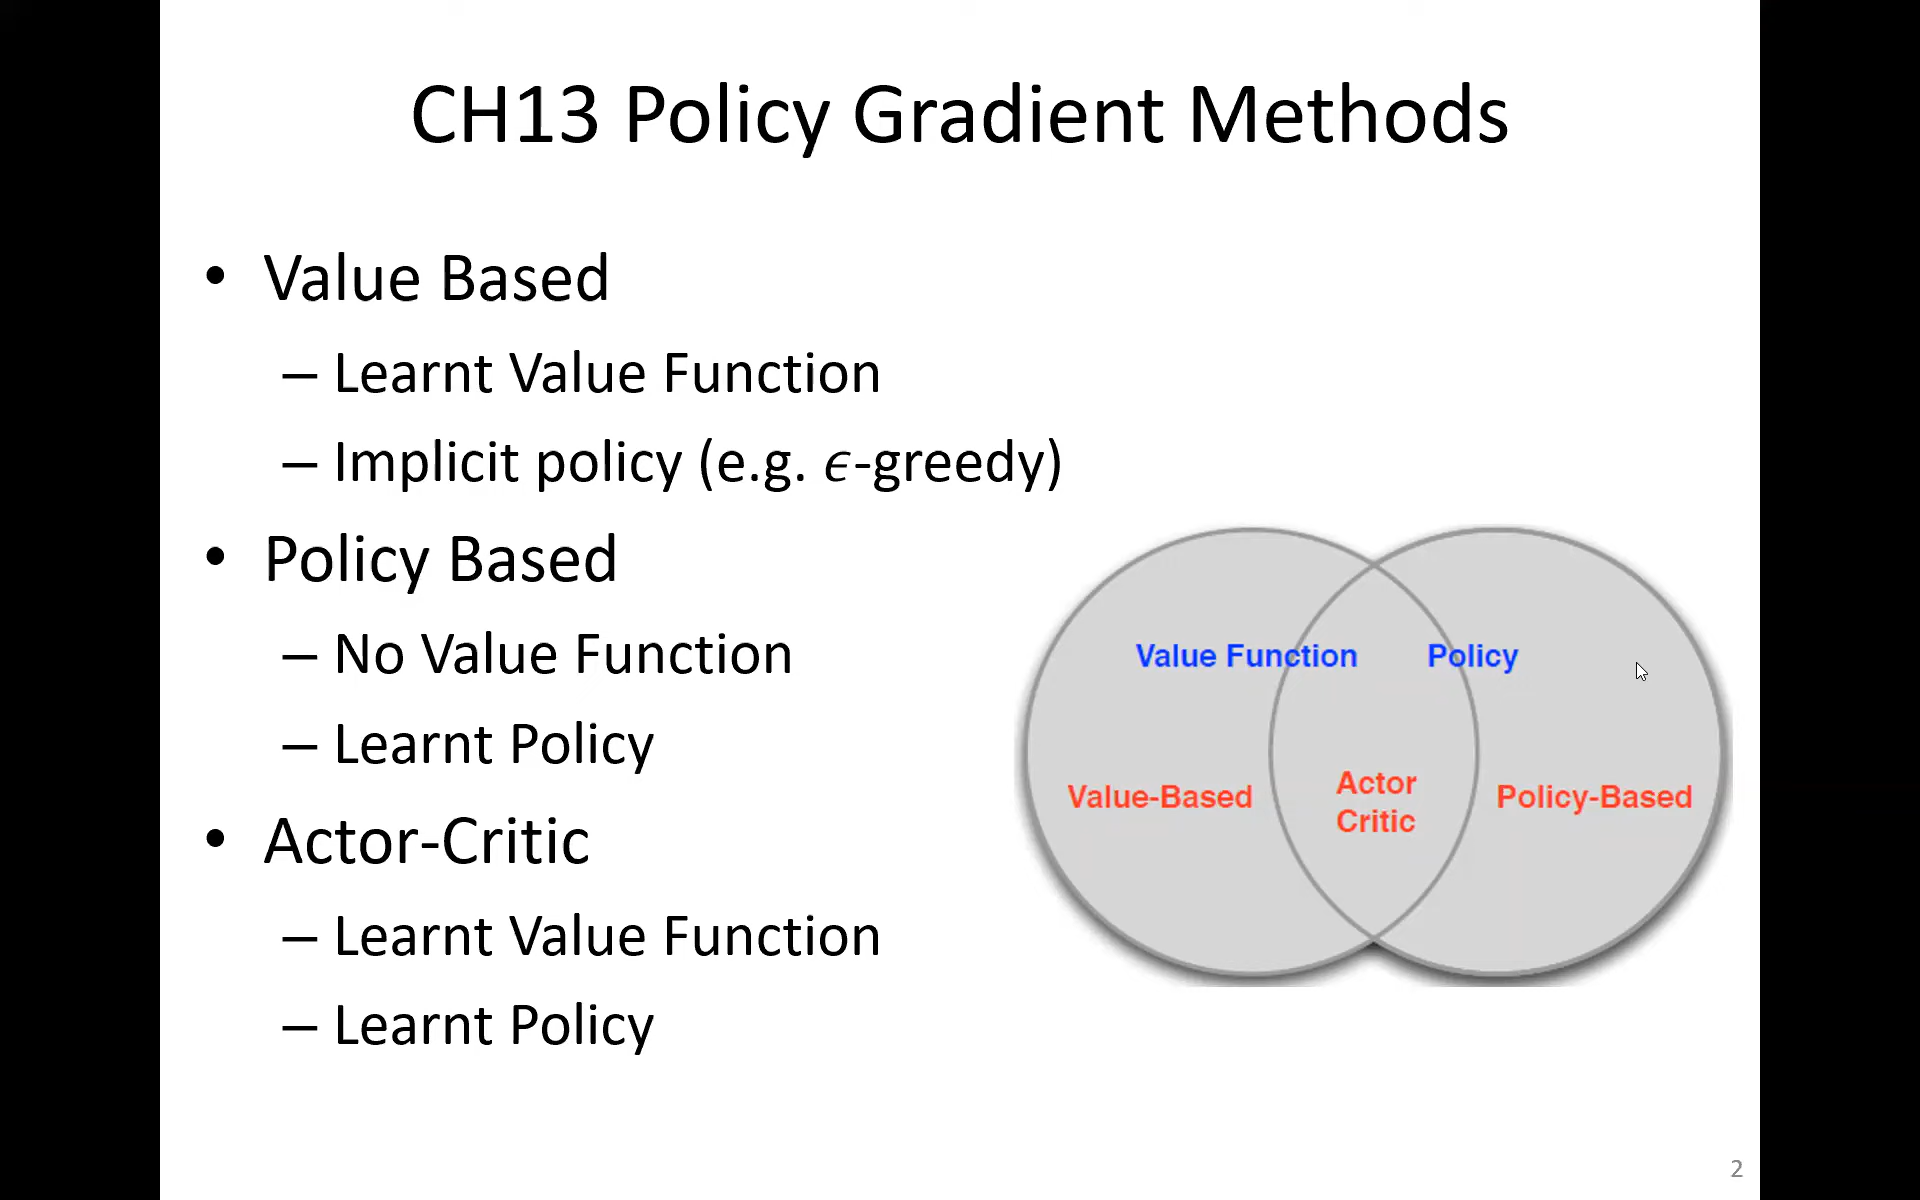 CH13 Policy Gradient Methods
• Value Based
– Learnt Value Function
– Implicit policy (e.g. ϵ-greedy)
• Policy Based
– No Value Function
– Learnt Policy
• Actor-Critic
– Learnt Value Function
– Learnt Policy
Value Function
Policy
Value-Based
Actor
Critic
Policy-Based
2